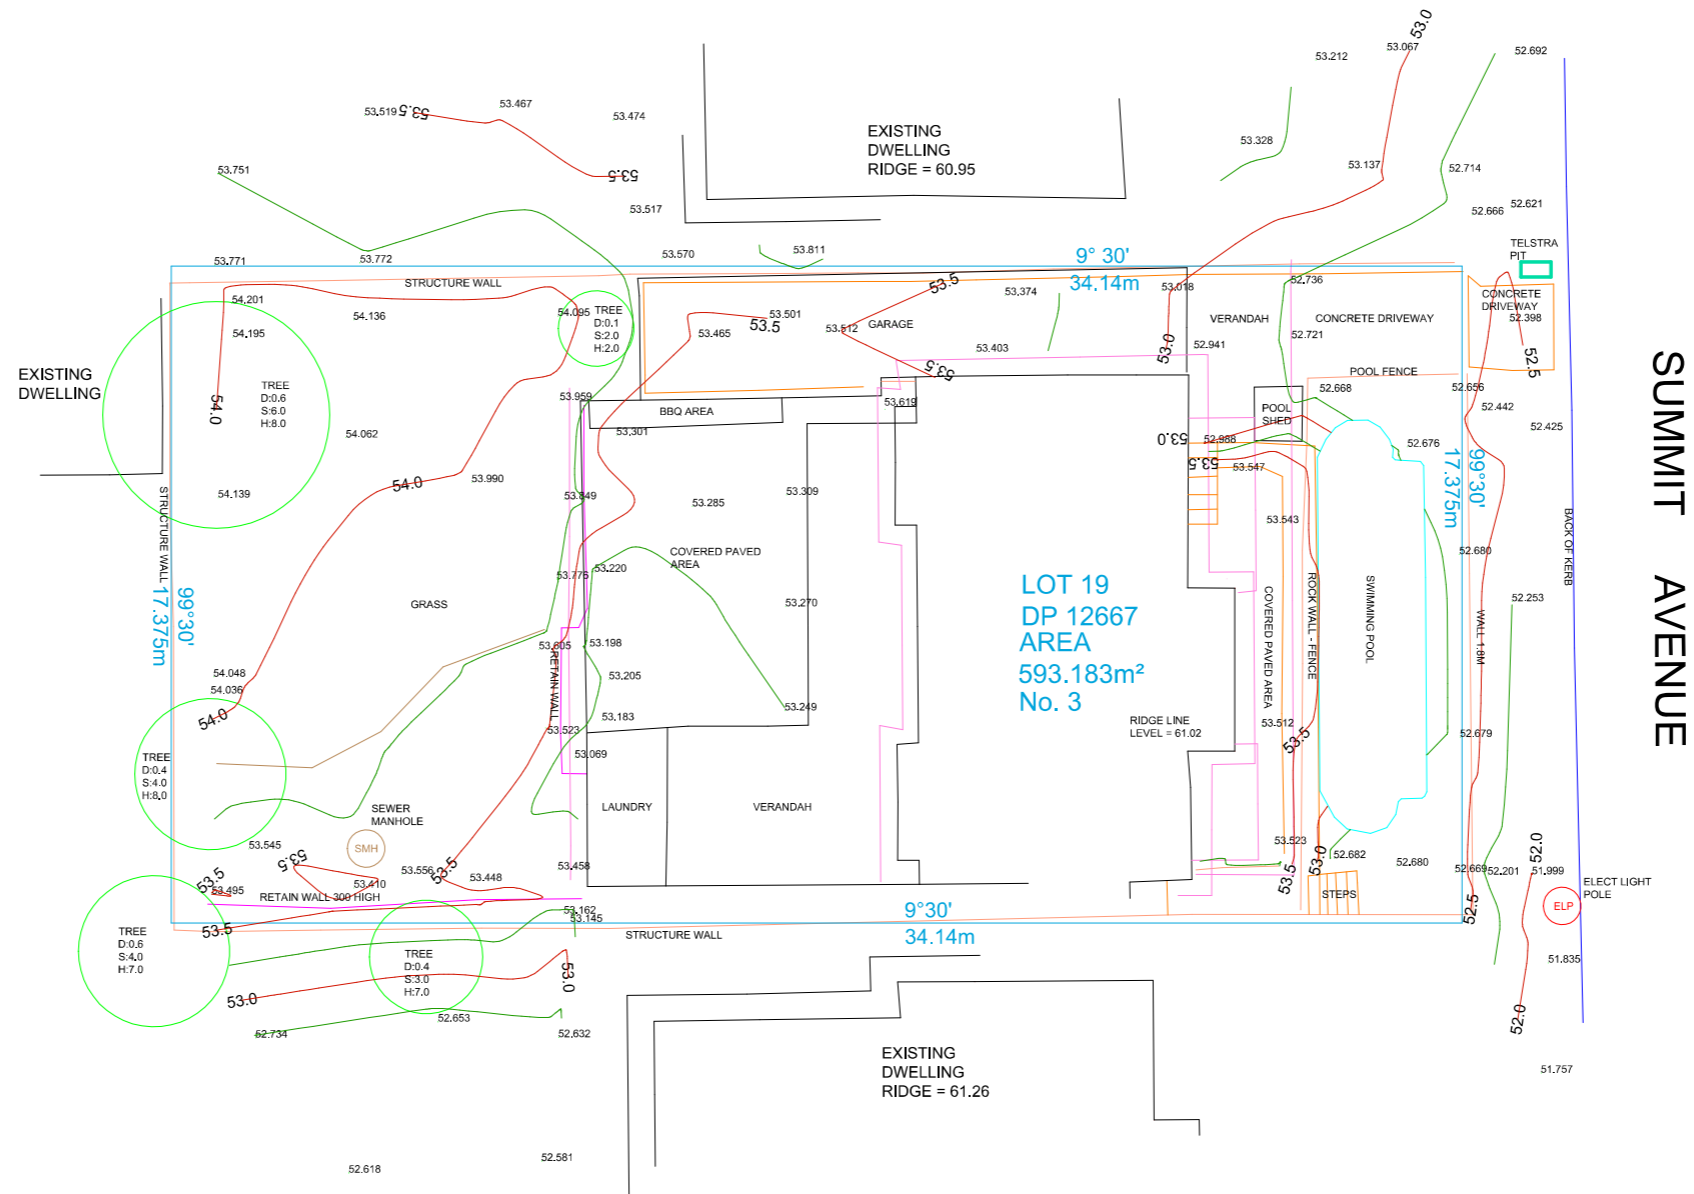 53.0
53.067
53.212
52.692
53.519
53.5
53.467
53.474
EXISTING
DWELLING
RIDGE = 60.95
53.328
53.137
52.714
53.751
53.5
53.517
52.666
52.621
TELSTRA
PIT
53.771
53.772
53.570
53.811
9° 30'
34.14m
STRUCTURE WALL
54.201
54.136
54.195
54.095
TREE
D:0.1
S:2.0
H:2.0
53.465
53.501
53.5
53.512
GARAGE
53.5
53.374
53.403
53.5
53.018
53.0
52.941
VERANDAH
52.736
52.721
CONCRETE DRIVEWAY
CONCRETE
DRIVEWAY
52.398
52.5
EXISTING
DWELLING
TREE
D:0.6
S:6.0
H:8.0
54.0
54.062
54.0
53.990
54.139
53.959
BBQ AREA
53.301
53.619
POOL FENCE
52.668
52.656
52.442
52.425
POOL
SHED
53.0
52.988
53.5
53.547
52.676
99°30'
17.375m
STRUCTURE WALL
53.849
53.285
53.309
53.543
COVERED PAVED
AREA
53.776
53.220
53.270
GRASS
99°30'
17.375m
53.605
RETAIN WALL
53.198
53.205
53.183
53.523
53.069
53.249
LOT 19
DP 12667
AREA
593.183m²
No. 3
RIDGE LINE
LEVEL = 61.02
COVERED PAVED AREA
ROCK WALL - FENCE
SWIMMING POOL
52.680
WALL 1.8M
BACK OF KERB
52.253
SUMMIT AVENUE
54.048
54.036
54.0
53.512
53.5
52.679
TREE
D:0.4
S:4.0
H:8.0
SEWER
MANHOLE
SMH
LAUNDRY
VERANDAH
53.545
53.5
53.5
53.495
53.410
53.556
53.5
53.448
53.458
RETAIN WALL 300 HIGH
53.162
53.145
53.5
53.523
53.5
53.0
52.682
52.680
52.669
52.201
52.0
51.999
STEPS
52.5
ELP
ELECT LIGHT
POLE
9°30'
34.14m
STRUCTURE WALL
TREE
D:0.6
S:4.0
H:7.0
TREE
D:0.4
S:3.0
H:7.0
53.0
53.0
51.835
52.0
52.734
52.653
52.632
EXISTING
DWELLING
RIDGE = 61.26
51.757
52.618
52.581